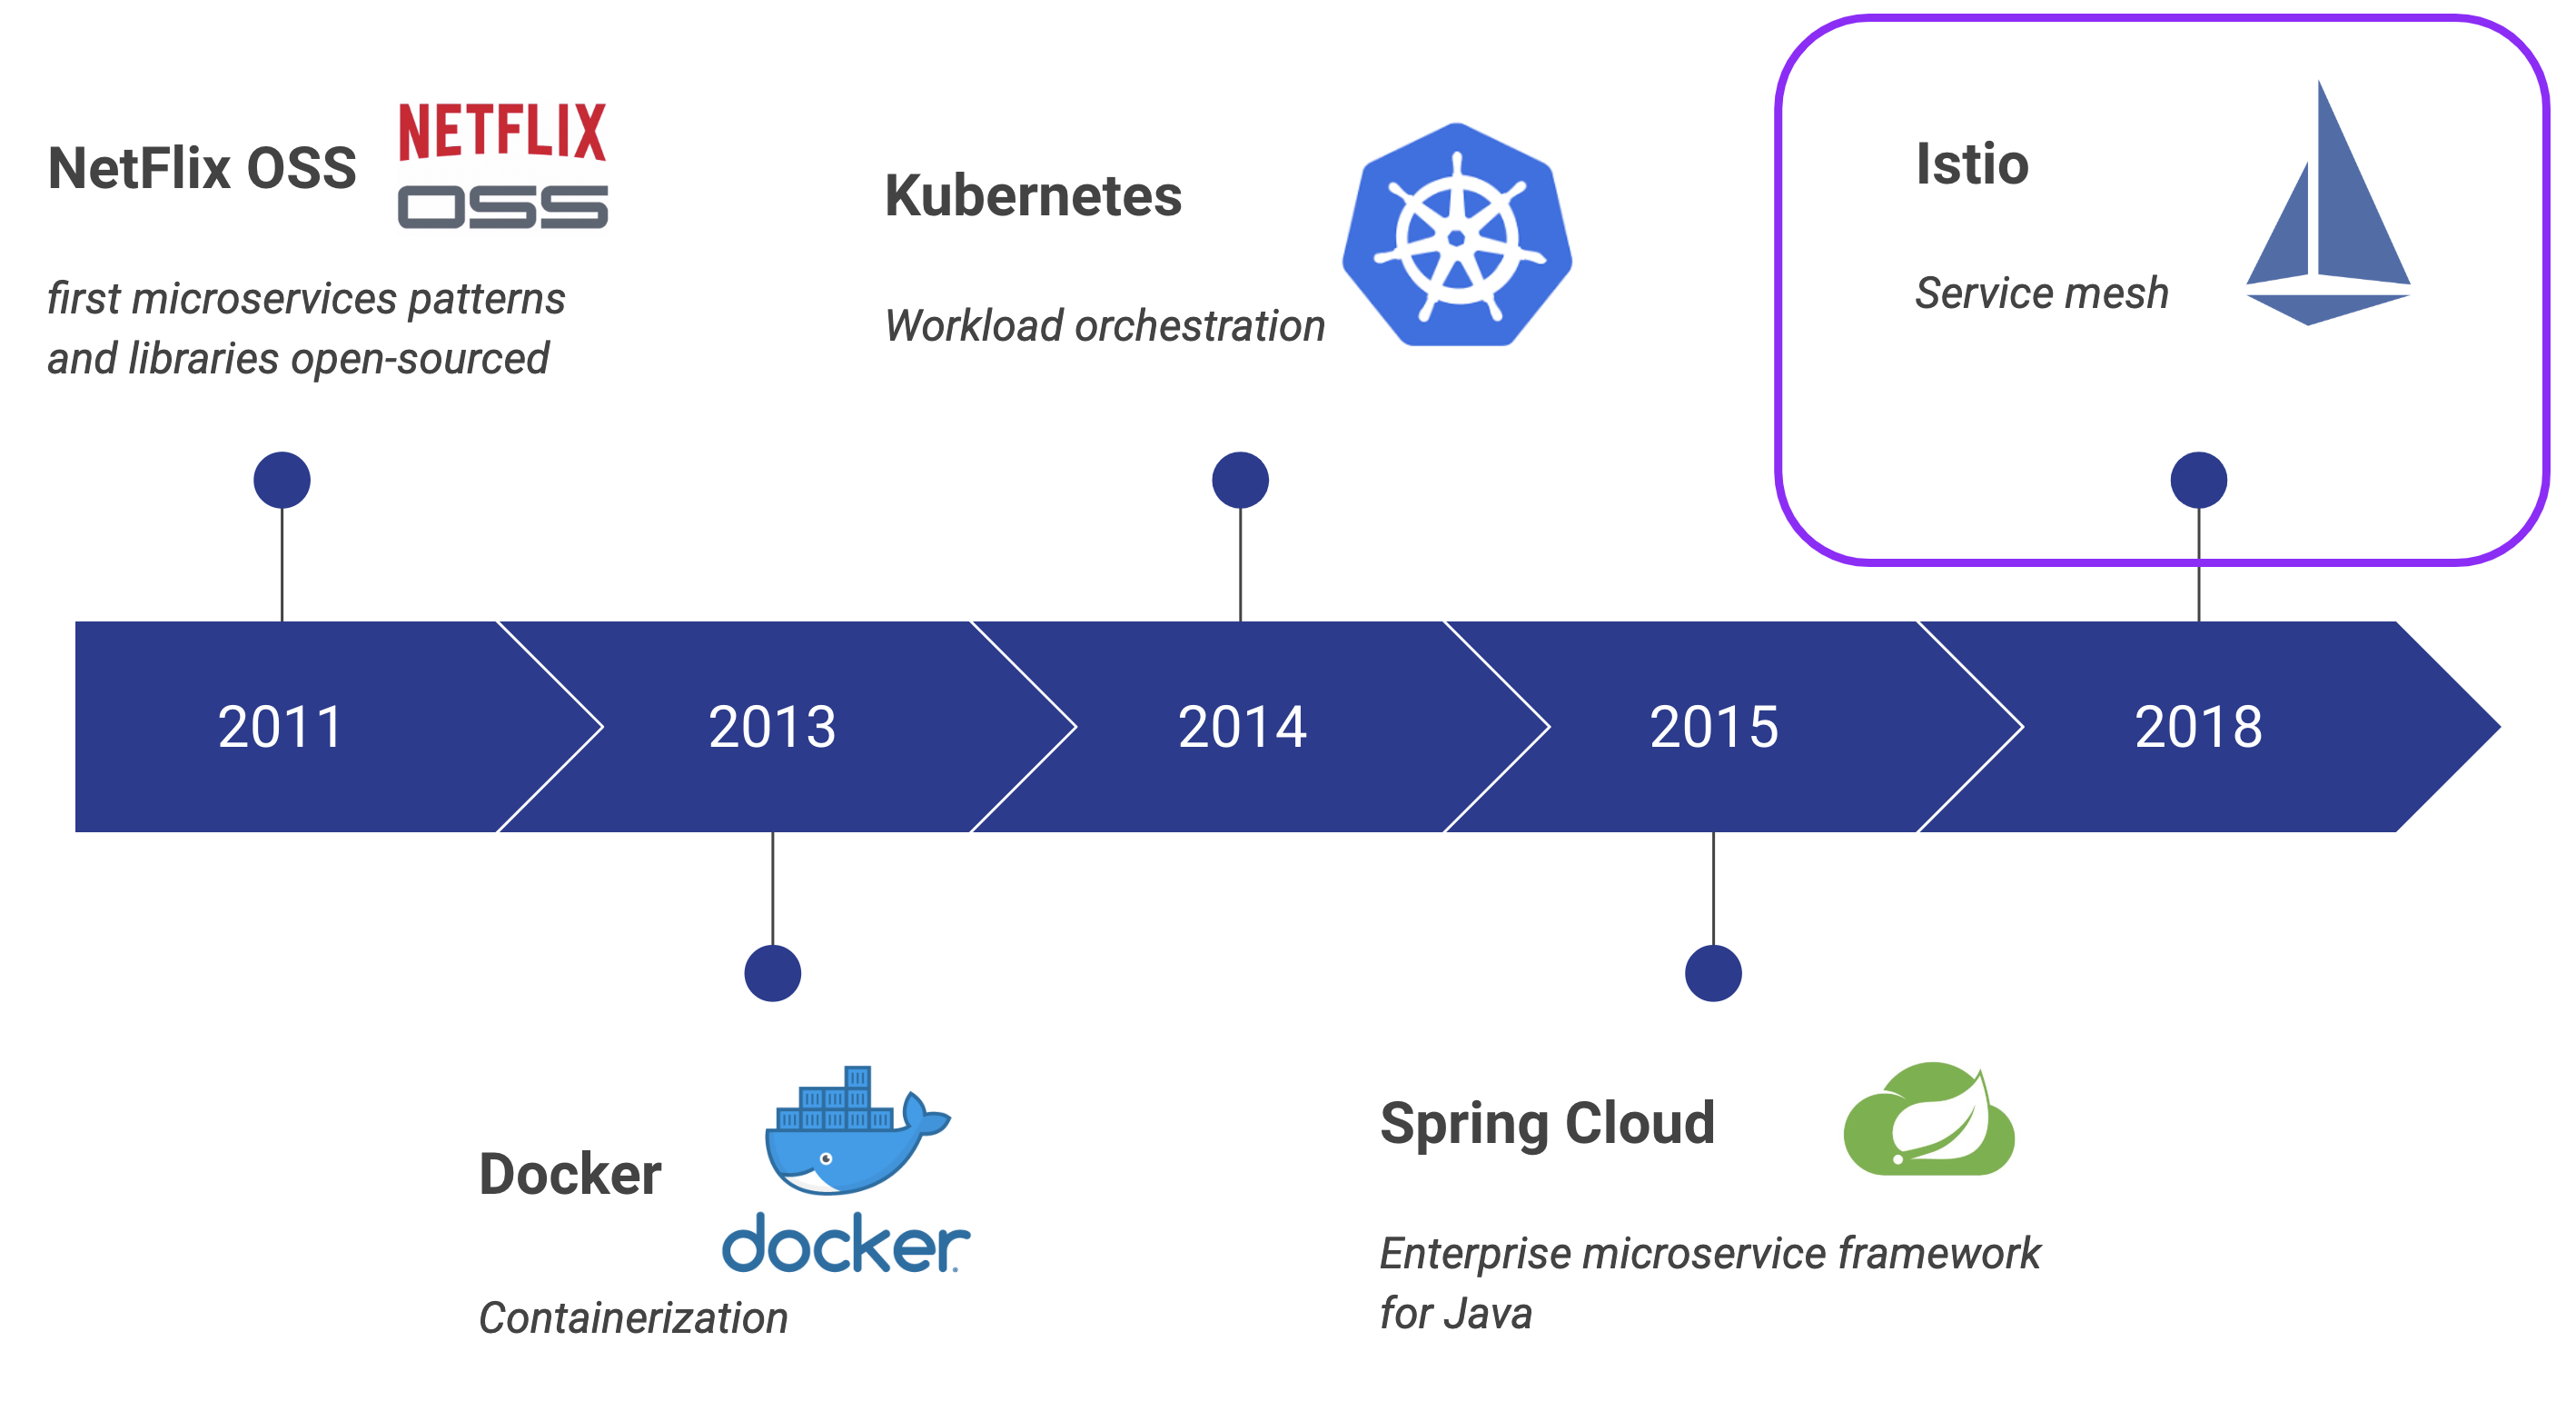 NetFlix OSS
NETFLIX
OSS
first microservices patterns
and libraries open-sourced
Kubernetes
Workload orchestration
Istio
Service mesh
2011
2013
2014
2015
2018
Docker
docker
Containerization
Spring Cloud
Enterprise microservice framework
for Java